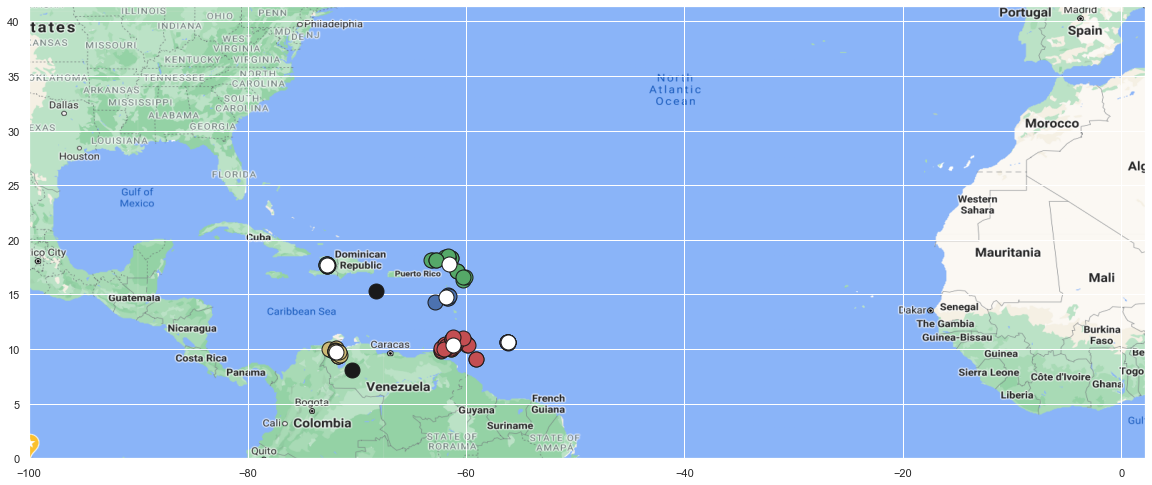 ILLINOIS
OHIO
PENN
Philadelphia
Madrid
Portugal
Spain
40
tates
INDIANA
MD
DE
NJ
KANSAS
MISSOURI
WEST
VIRGINIA
KENTUCKY
VIRGINIA
35
OKLAHOMA
TENNESSEE
NORTH
CAROLINA
North
Atlantic
Ocean
ARKANSAS
MISSISSIPPI
SOUTH
CAROLINA
Dallas
ALABAMA
GEORGIA
Morocco
30
EXAS
LOUISIANA
Houston
Alg
25
FLORIDA
Gulf of
Mexico
Western
Sahara
20
Cuba
ico City
Dominican
Republic
Puerto Rico
Mauritania
Mali
15
Guatemala
Caribbean Sea
Dakar
Senegal
The Gambia
Guinea-Bissau
Burkina
Faso
Nicaragua
10
Caracas
Costa Rica
Panama
Venezuela
Guinea
Be
Sierra Leone
Côte d'Ivoire
Togo
Ghana
Liberia
5
Bogota
Cali
Colombia
Guyana
French
Guiana
Suriname
Gulf
STATE OF
RORAIMA
STATE OF
AMAPA
Quito
0
−100
−80
−60
−40
−20
0